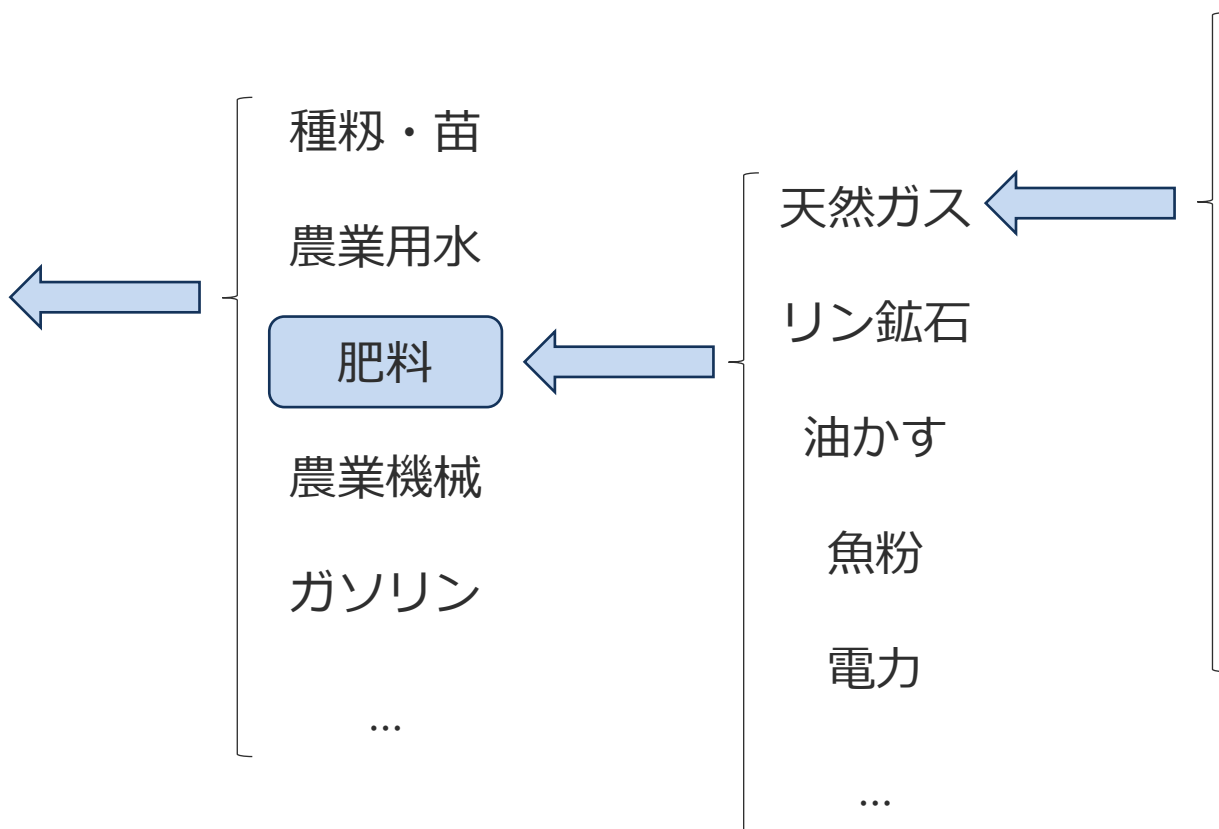 種籾・苗
農業用水
肥料
農業機械
ガソリン
...
天然ガス
リン鉱石
油かす
魚粉
電力
...